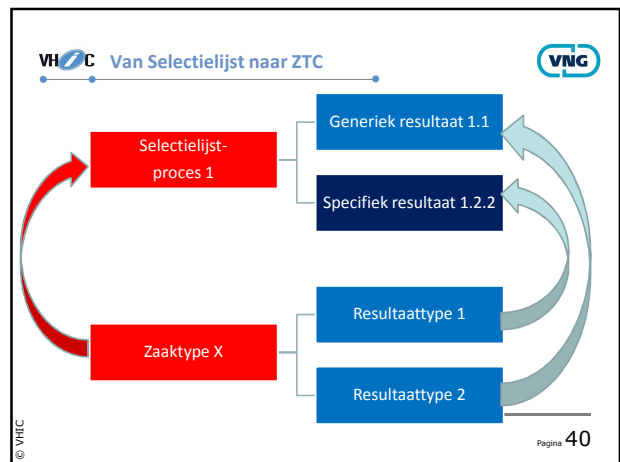 VHIC
Van Selectielijst naar ZTC
VNG
Generiek resultaat 1.1
Selectielijst-
proces 1
Specifiek resultaat 1.2.2
Resultaattype 1
Zaaktype X
Resultaattype 2
Pagina 40
© VHIC